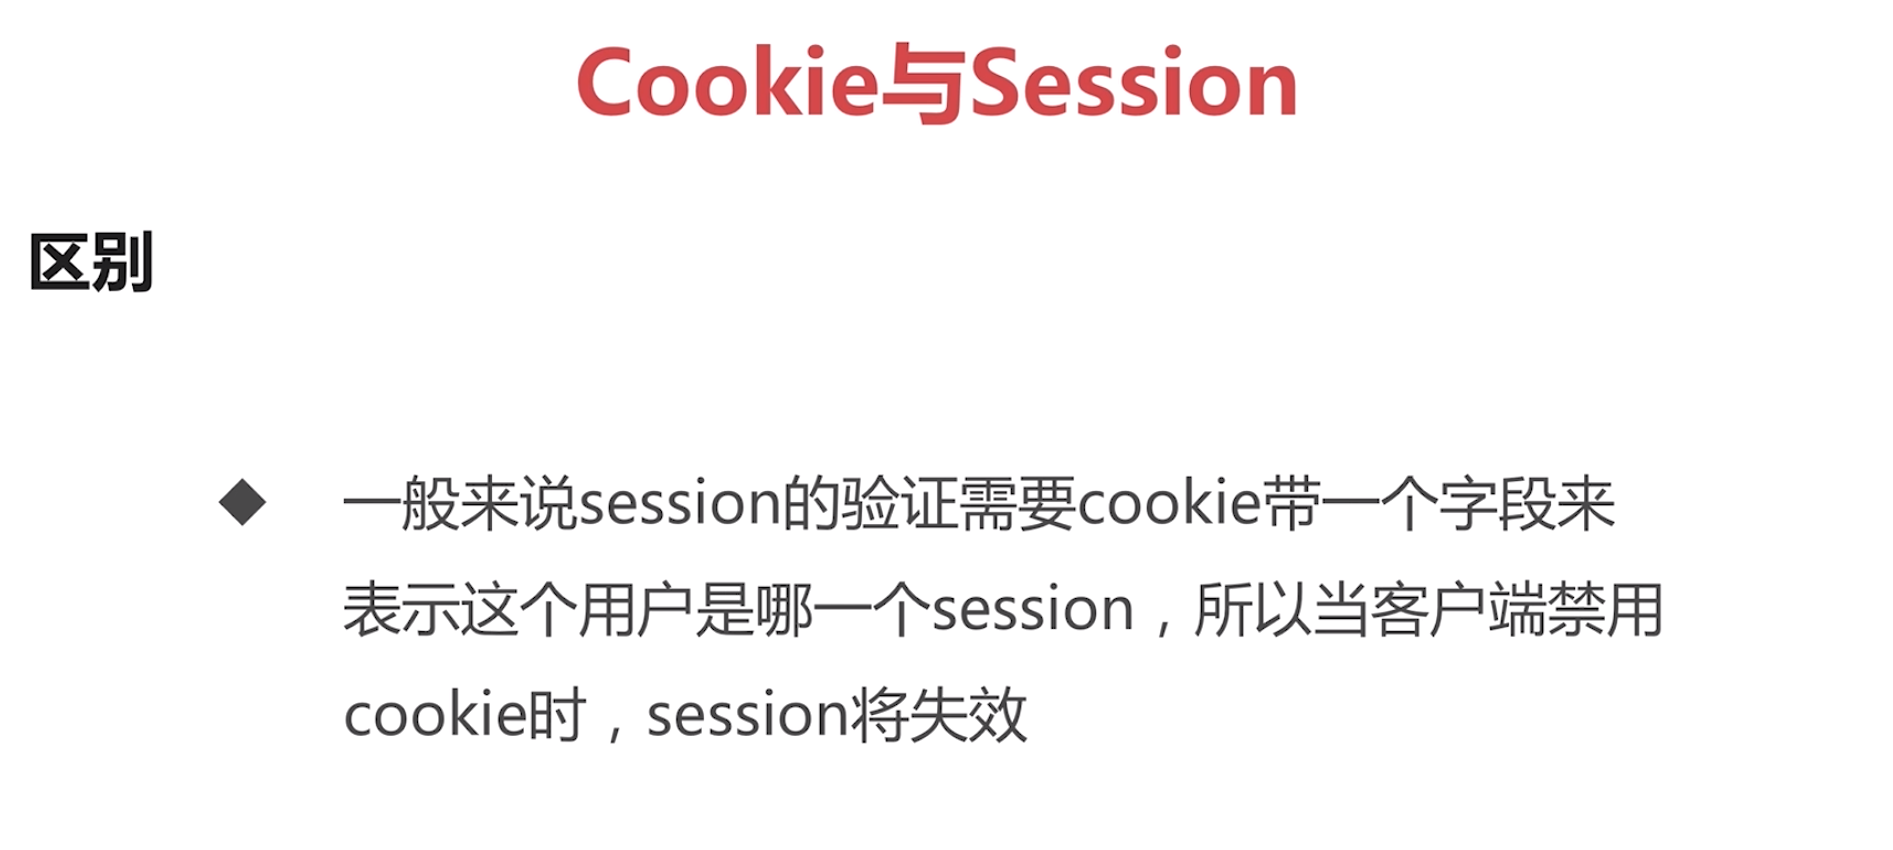 Cookie与Session
区别
一般来说session的验证需要cookie带一个字段来
表示这个用户是哪一个session，所以当客户端禁用
cookie时，session将失效